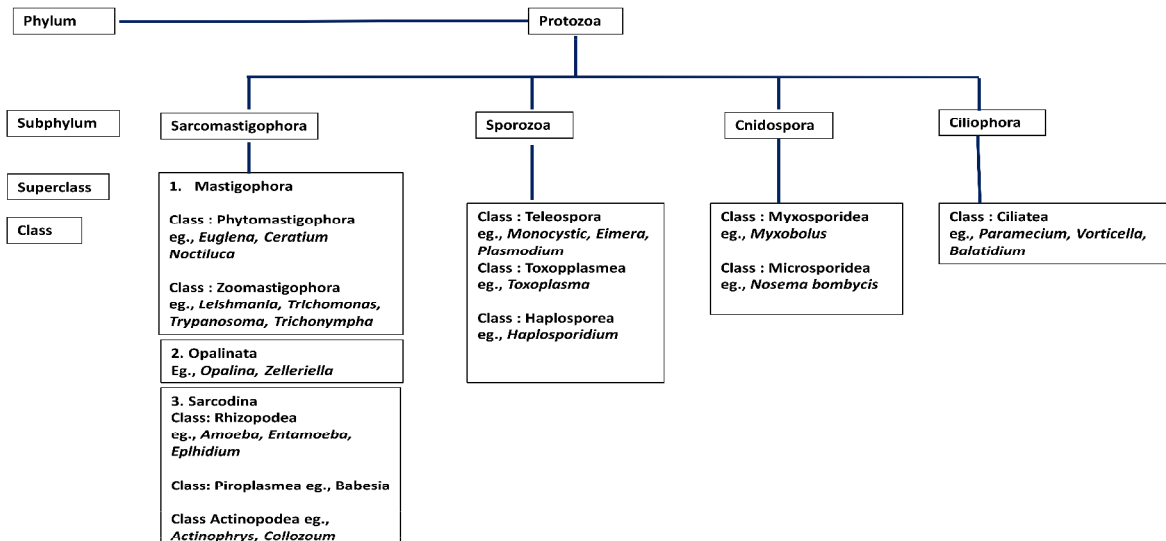 Phylum
Protozoa
Subphylum
Sarcomastigophora
Sporozoa
Cnidospora
Ciliophora
Superclass
Class
1. Mastigophora
Class : Phytomastigophora
eg., Euglena, Ceratium
Noctiluca
Class : Zoomastigophora
eg., Leishmania, Trichomonas,
Trypanosoma, Trichonympha
2. Opalinata
Eg., Opalina, Zelleriella
3. Sarcodina
Class: Rhizopodea
eg., Amoeba, Entamoeba,
Elphidium
Class: Piroplasmea eg., Babesia
Class Actinopodea eg.,
Actinophrys, Collozoum
Class : Teleospora
eg., Monocystic, Eimera,
Plasmodium
Class : Toxopplasmea
eg., Toxoplasma
Class : Haplosporea
eg., Haplosporidium
Class : Myxosporidea
eg., Myxobolus
Class : Microsporidea
eg., Nosema bombycis
Class : Ciliatea
eg., Paramecium, Vorticella,
Balatidium